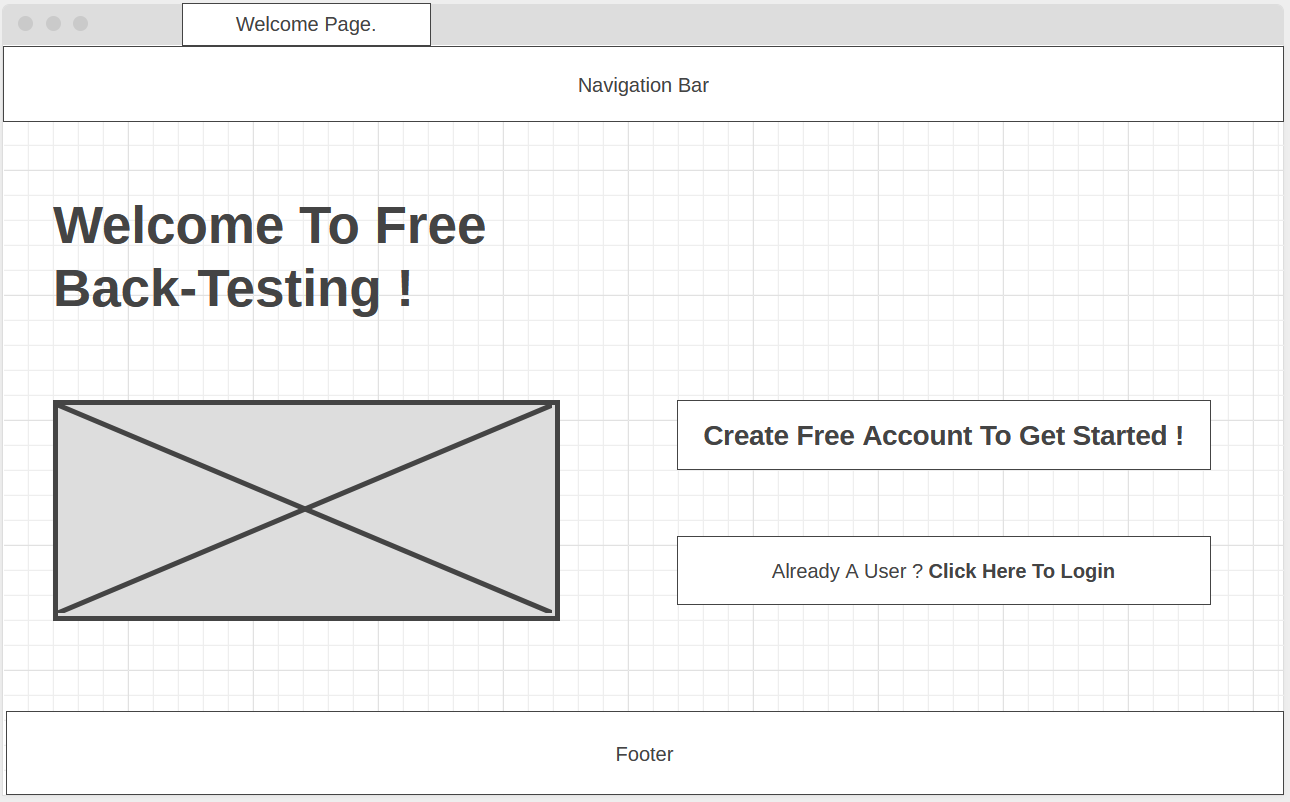 Welcome Page.
Navigation Bar
Welcome To Free
Back-Testing !
Create Free Account To Get Started !
Already A User ? Click Here To Login
Footer